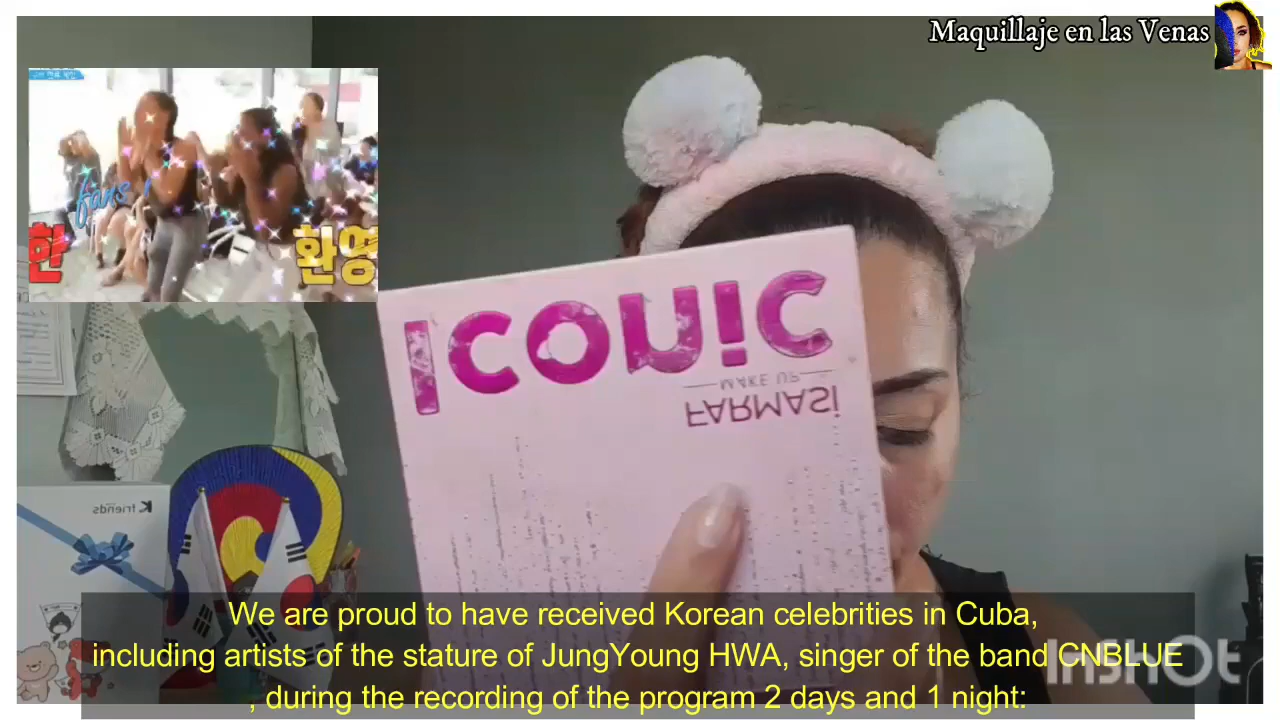 Maquillaje en las Venas
fans
한
환영
ICONIC
MAKE UP
FARMASi
K friends
We are proud to have received Korean celebrities in Cuba,
including artists of the stature of JungYoung HWA, singer of the band CNBLUE
, during the recording of the program 2 days and 1 night:
InSHOT